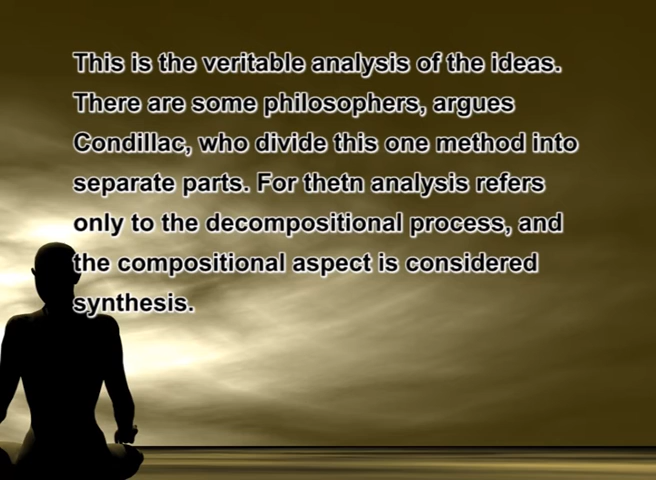 This is the veritable analysis of the ideas.
There are some philosophers, argues
Condillac, who divide this one method into
separate parts. For thetn analysis refers
only to the decompositional process, and
the compositional aspect is considered
synthesis.